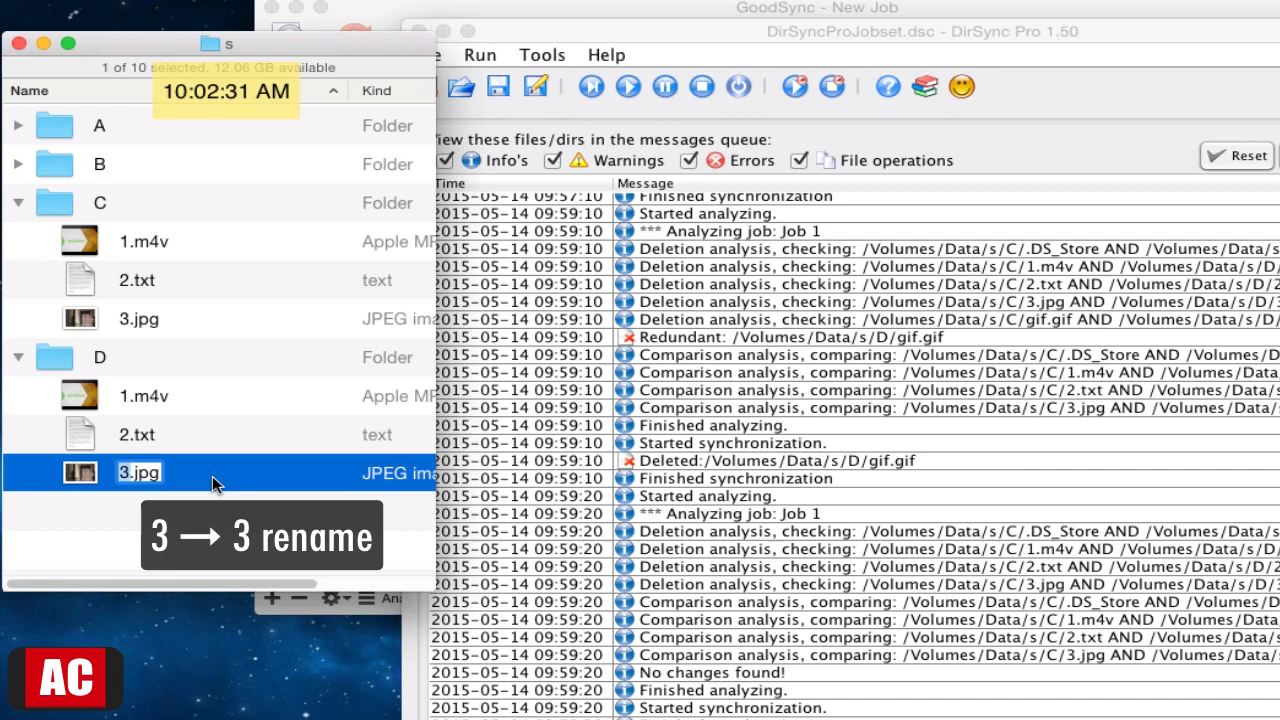 GoodSync - New Job
DirSyncProJobset.dsc - DirSync Pro 1.50
s
1 of 10 selected, 12.06 GB available
10:02:31 AM
Name
Kind
A
Folder
B
Folder
C
Folder
1.m4v
Apple MP
2.txt
text
3.jpg
JPEG ima
D
Folder
1.m4v
Apple MP
2.txt
text
3.jpg
JPEG ima
3 → 3 rename
AC
Ana
Run Tools Help
View these files/dirs in the messages queue:
Info's Warnings Errors File operations
Reset
Time Message
2015-05-14 09:57:10 Finished synchronization
2015-05-14 09:59:10 Started analyzing.
2015-05-14 09:59:10 *** Analyzing job: Job 1
2015-05-14 09:59:10 Deletion analysis, checking: /Volumes/Data/s/C/.DS_Store AND /Volumes/Data/s
2015-05-14 09:59:10 Deletion analysis, checking: /Volumes/Data/s/C/1.m4v AND /Volumes/Data/s/D/
2015-05-14 09:59:10 Deletion analysis, checking: /Volumes/Data/s/C/2.txt AND /Volumes/Data/s/D/2
2015-05-14 09:59:10 Deletion analysis, checking: /Volumes/Data/s/C/3.jpg AND /Volumes/Data/s/D/
2015-05-14 09:59:10 Deletion analysis, checking: /Volumes/Data/s/C/gif.gif AND /Volumes/Data/s/D/
2015-05-14 09:59:10 Redundant: /Volumes/Data/s/D/gif.gif
2015-05-14 09:59:10 Comparison analysis, comparing: /Volumes/Data/s/C/.DS_Store AND /Volumes/D
2015-05-14 09:59:10 Comparison analysis, comparing: /Volumes/Data/s/C/1.m4v AND /Volumes/Data/
2015-05-14 09:59:10 Comparison analysis, comparing: /Volumes/Data/s/C/2.txt AND /Volumes/Data/s
2015-05-14 09:59:10 Comparison analysis, comparing: /Volumes/Data/s/C/3.jpg AND /Volumes/Data/s
2015-05-14 09:59:10 Finished analyzing.
2015-05-14 09:59:10 Started synchronization.
2015-05-14 09:59:10 Deleted:/Volumes/Data/s/D/gif.gif
2015-05-14 09:59:10 Finished synchronization
2015-05-14 09:59:20 Started analyzing.
2015-05-14 09:59:20 *** Analyzing job: Job 1
2015-05-14 09:59:20 Deletion analysis, checking: /Volumes/Data/s/C/.DS_Store AND /Volumes/Data/s
2015-05-14 09:59:20 Deletion analysis, checking: /Volumes/Data/s/C/1.m4v AND /Volumes/Data/s/D/
2015-05-14 09:59:20 Deletion analysis, checking: /Volumes/Data/s/C/2.txt AND /Volumes/Data/s/D/2
2015-05-14 09:59:20 Deletion analysis, checking: /Volumes/Data/s/C/3.jpg AND /Volumes/Data/s/D/
2015-05-14 09:59:20 Comparison analysis, comparing: /Volumes/Data/s/C/.DS_Store AND /Volumes/D
2015-05-14 09:59:20 Comparison analysis, comparing: /Volumes/Data/s/C/1.m4v AND /Volumes/Data/
2015-05-14 09:59:20 Comparison analysis, comparing: /Volumes/Data/s/C/2.txt AND /Volumes/Data/s
2015-05-14 09:59:20 Comparison analysis, comparing: /Volumes/Data/s/C/3.jpg AND /Volumes/Data/s
2015-05-14 09:59:20 No changes found!
2015-05-14 09:59:20 Finished analyzing.
2015-05-14 09:59:20 Started synchronization.